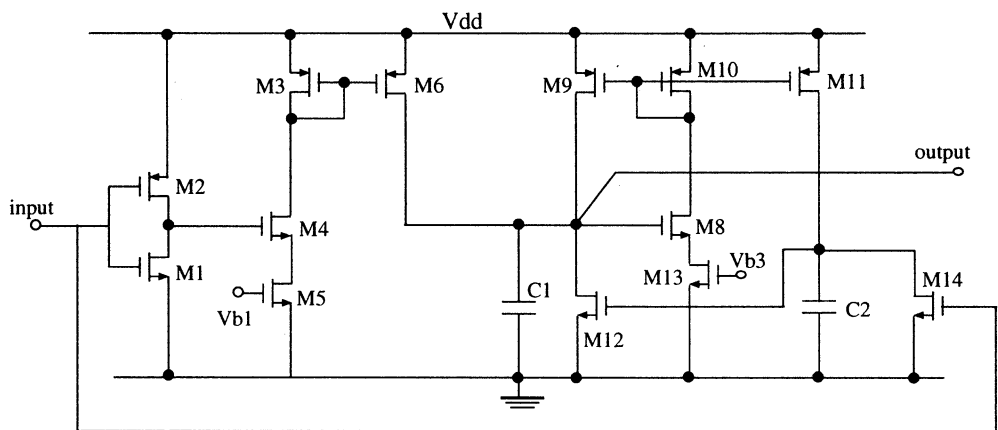 Vdd
M3
M6
M9
M10
M11
output
M2
input
M4
M8
M1
M5
Vb1
C1
M13
Vb3
M14
M12
C2